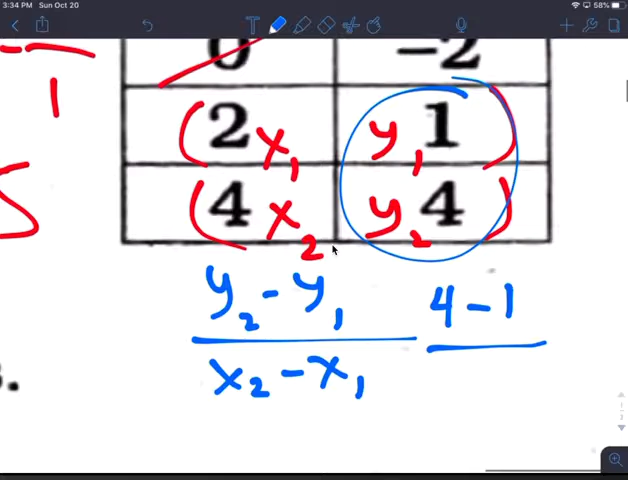 3:34 PM Sun Oct 20
58%
0 -2
1
(2 x₁ y₁ 1)
(4 x₂ y₂ 4)
y₂ - y₁ 4 - 1
x₂ - x₁